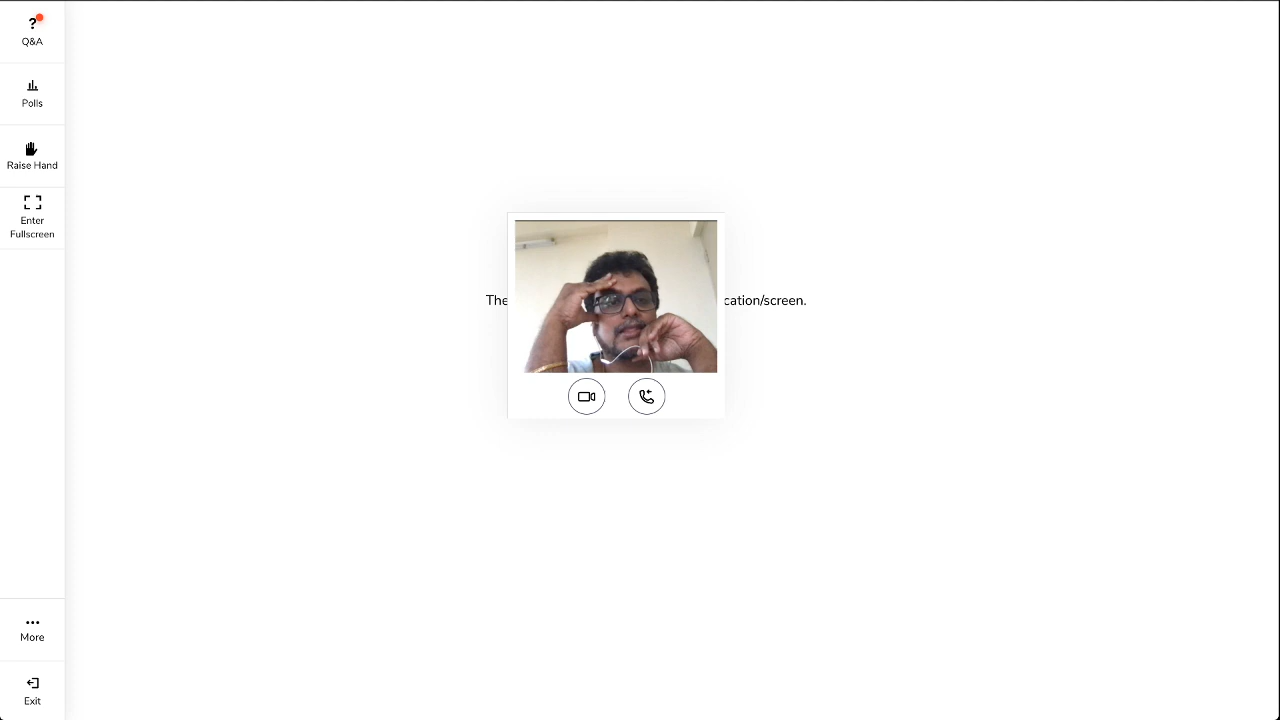 ?
Q&A
Polls
Raise Hand
Enter
Fullscreen
The cation/screen.
More
Exit